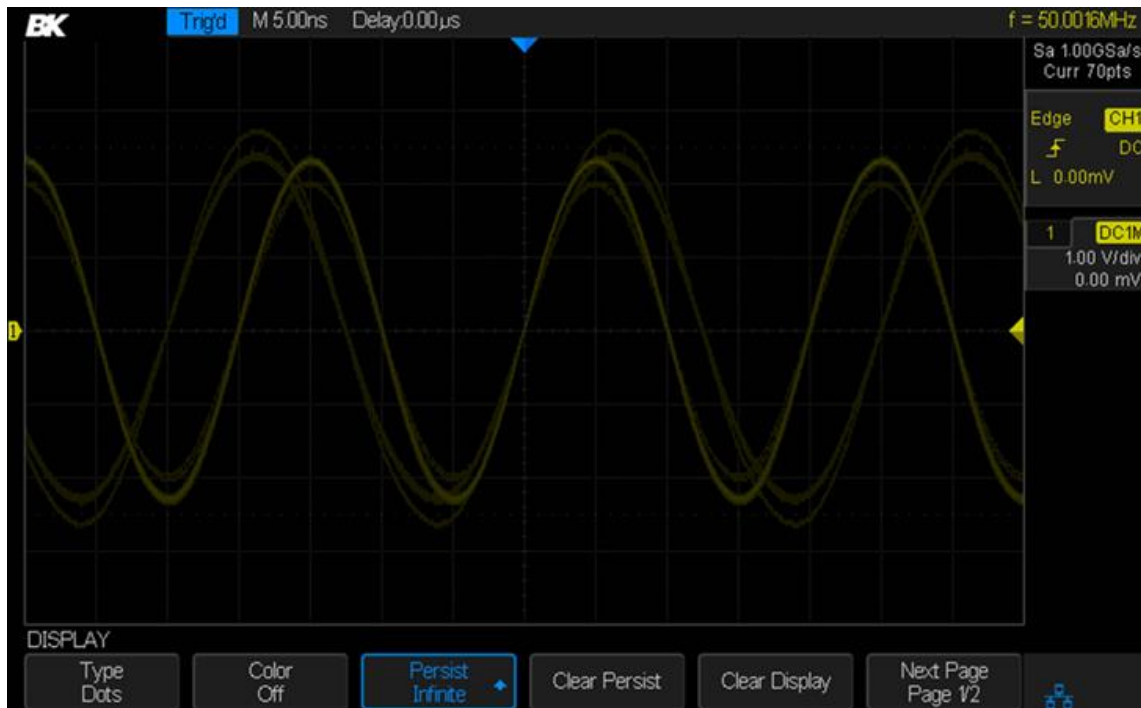 BK Trig'd M 5.00ns Delay:0.00µs f = 50.0016MHz
Sa 1.00GSa/s
Curr 70pts
Edge CH1
DC
L 0.00mV
1 DC1M
1.00 V/div
0.00 mV
1
DISPLAY
Type
Dots
Color
Off
Persist
Infinite
Clear Persist
Clear Display
Next Page
Page 1/2